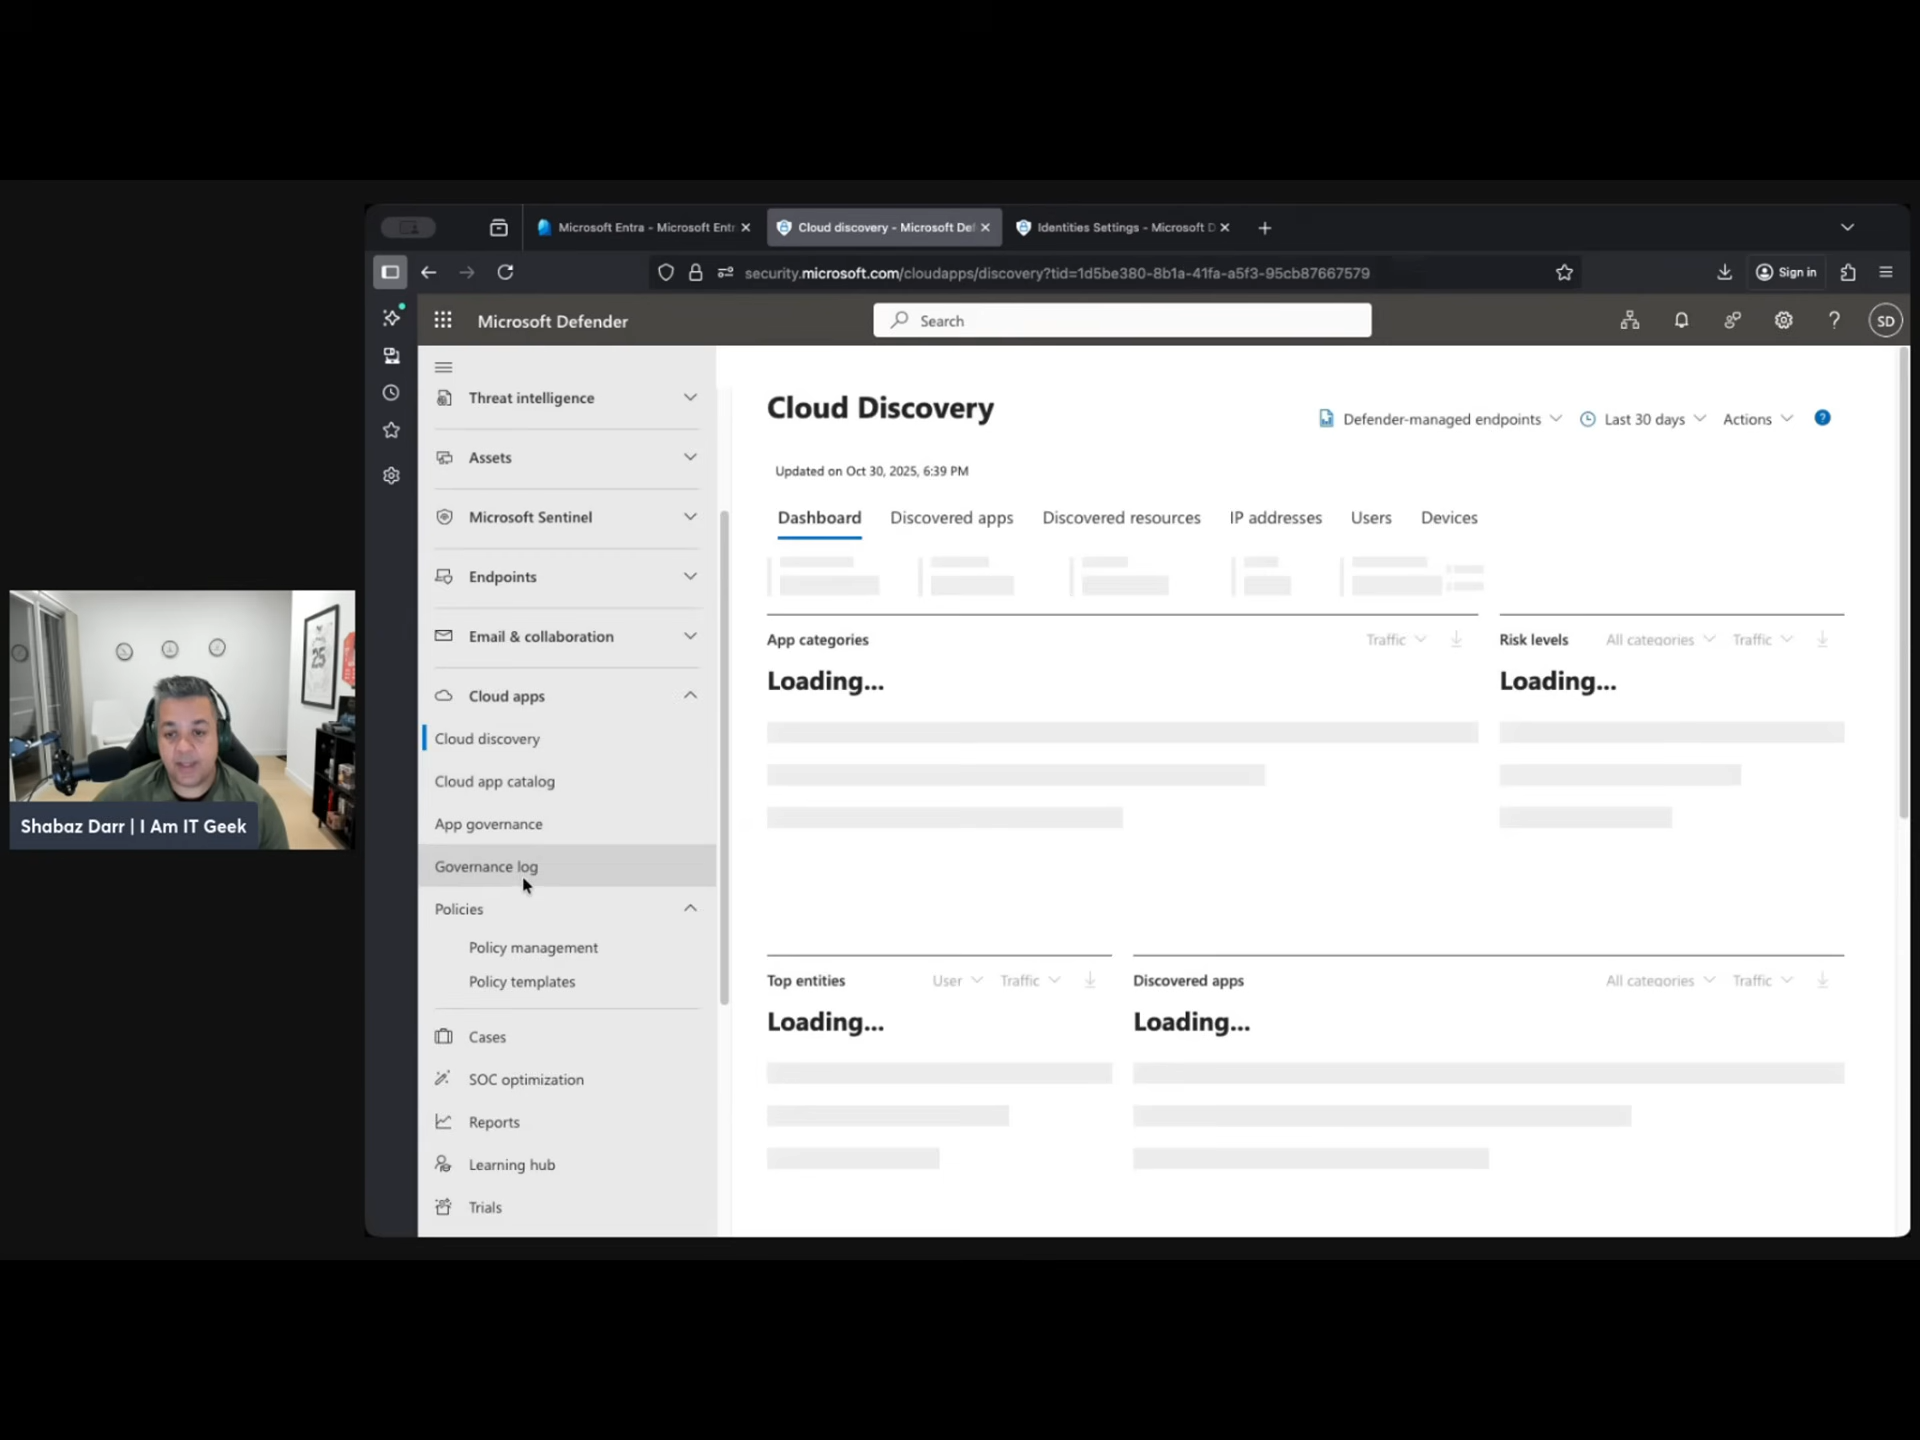 Microsoft Entra - Microsoft Entr
Cloud discovery - Microsoft Def
Identities Settings - Microsoft D
security.microsoft.com/cloudapps/discovery?tid=1d5be380-8b1a-41fa-a5f3-95cb87667579
Sign in
Microsoft Defender
Search
SD
Threat intelligence
Assets
Microsoft Sentinel
Endpoints
Email & collaboration
Cloud apps
Cloud discovery
Cloud app catalog
App governance
Governance log
Policies
Policy management
Policy templates
Cases
SOC optimization
Reports
Learning hub
Trials
Cloud Discovery
Defender-managed endpoints
Last 30 days
Actions
Updated on Oct 30, 2025, 6:39 PM
Dashboard
Discovered apps
Discovered resources
IP addresses
Users
Devices
App categories
Traffic
Loading...
Risk levels
All categories
Traffic
Loading...
Top entities
User
Traffic
Loading...
Discovered apps
All categories
Traffic
Loading...
25
Shabaz Darr | I Am IT Geek